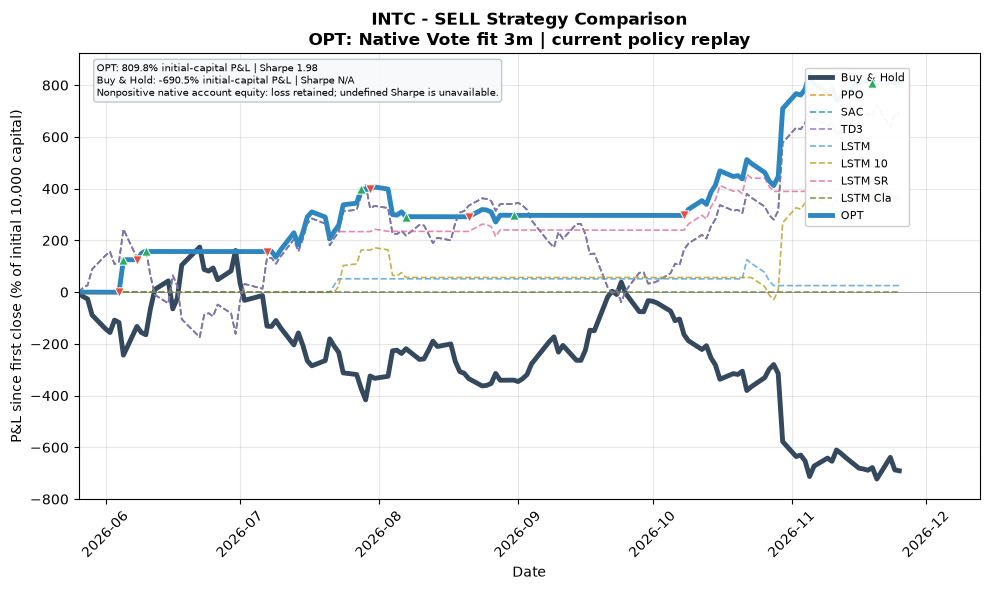 INTC - SELL Strategy Comparison
OPT: Native Vote fit 3m | current policy replay
OPT: 809.8% initial-capital P&L | Sharpe 1.98
Buy & Hold: -690.5% initial-capital P&L | Sharpe N/A
Nonpositive native account equity: loss retained; undefined Sharpe is unavailable.
Buy & Hold
PPO
SAC
TD3
LSTM
LSTM 10
LSTM SR
LSTM Cla
OPT
P&L since first close (% of initial 10,000 capital)
800
600
400
200
0
−200
−400
−600
−800
2026-06
2026-07
2026-08
2026-09
2026-10
2026-11
2026-12
Date